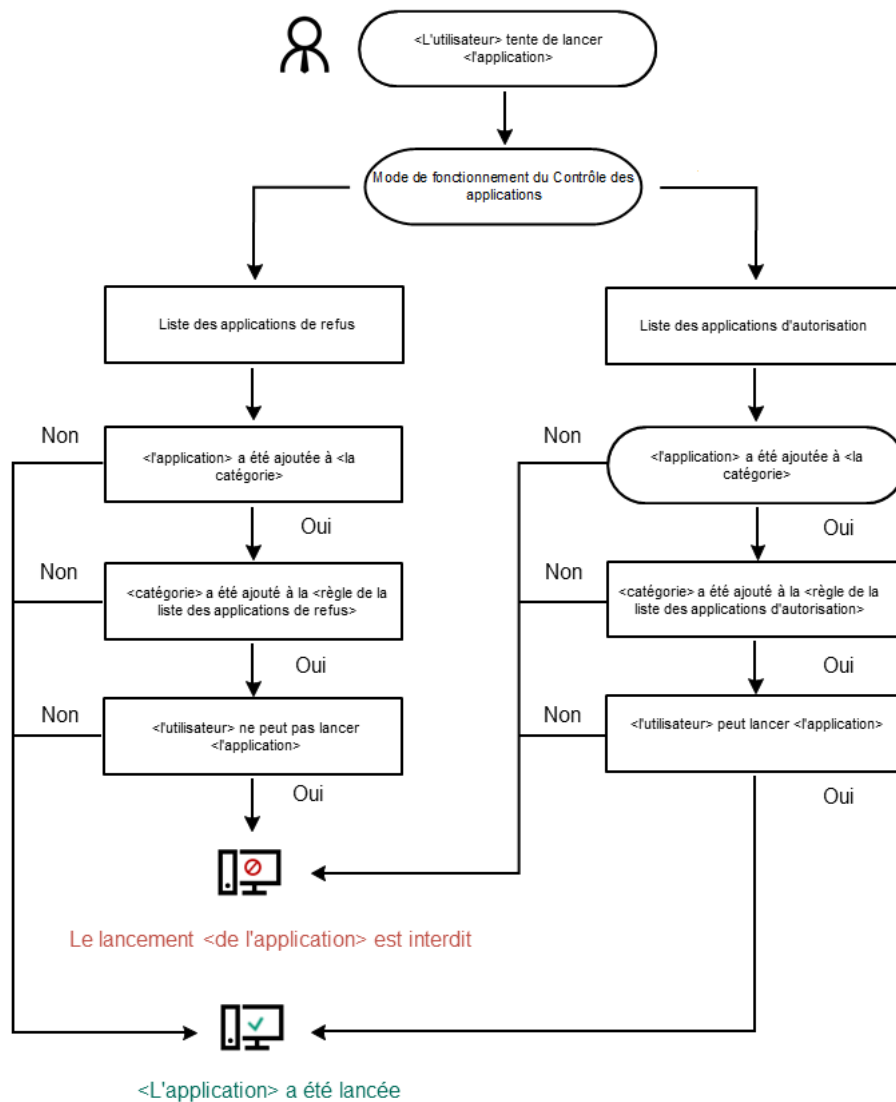 <L'utilisateur> tente de lancer
<l'application>
Mode de fonctionnement du Contrôle des
applications
Liste des applications de refus
Liste des applications d'autorisation
Non
<l'application> a été ajoutée à <la
catégorie>
Oui
Non
<l'application> a été ajoutée à <la
catégorie>
Oui
Non
<catégorie> a été ajouté à la <règle de la
liste des applications de refus>
Oui
Non
<catégorie> a été ajouté à la <règle de la
liste des applications d'autorisation>
Oui
Non
<l'utilisateur> ne peut pas lancer
<l'application>
Oui
Non
<l'utilisateur> peut lancer <l'application>
Oui
Le lancement <de l'application> est interdit
<L'application> a été lancée